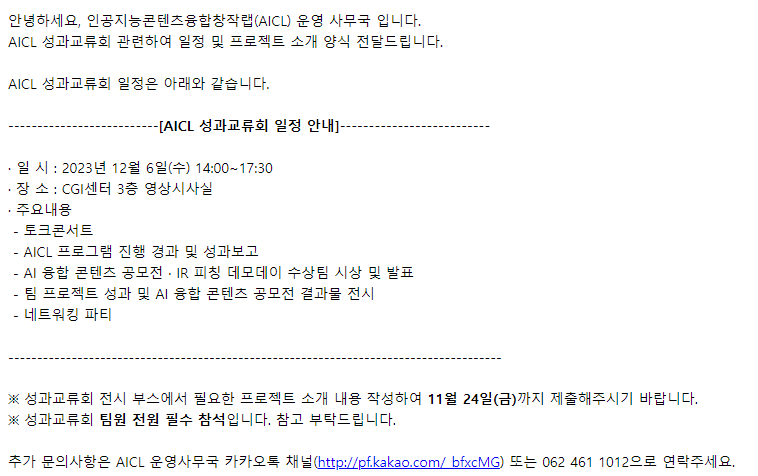 안녕하세요, 인공지능콘텐츠융합창작랩(AICL) 운영 사무국 입니다.
AICL 성과교류회 관련하여 일정 및 프로젝트 소개 양식 전달드립니다.
AICL 성과교류회 일정은 아래와 같습니다.
--------------------------[AICL 성과교류회 일정 안내]--------------------------
· 일 시 : 2023년 12월 6일(수) 14:00~17:30
· 장 소 : CGI센터 3층 영상시사실
· 주요내용
- 토크콘서트
- AICL 프로그램 진행 경과 및 성과보고
- AI 융합 콘텐츠 공모전 · IR 피칭 데모데이 수상팀 시상 및 발표
- 팀 프로젝트 성과 및 AI 융합 콘텐츠 공모전 결과물 전시
- 네트워킹 파티
--------------------------------------------------------------------------------------
※ 성과교류회 전시 부스에서 필요한 프로젝트 소개 내용 작성하여 11월 24일(금)까지 제출해주시기 바랍니다.
※ 성과교류회 팀원 전원 필수 참석입니다. 참고 부탁드립니다.
추가 문의사항은 AICL 운영사무국 카카오톡 채널(http://pf.kakao.com/_bfxcMG) 또는 062 461 1012으로 연락주세요.